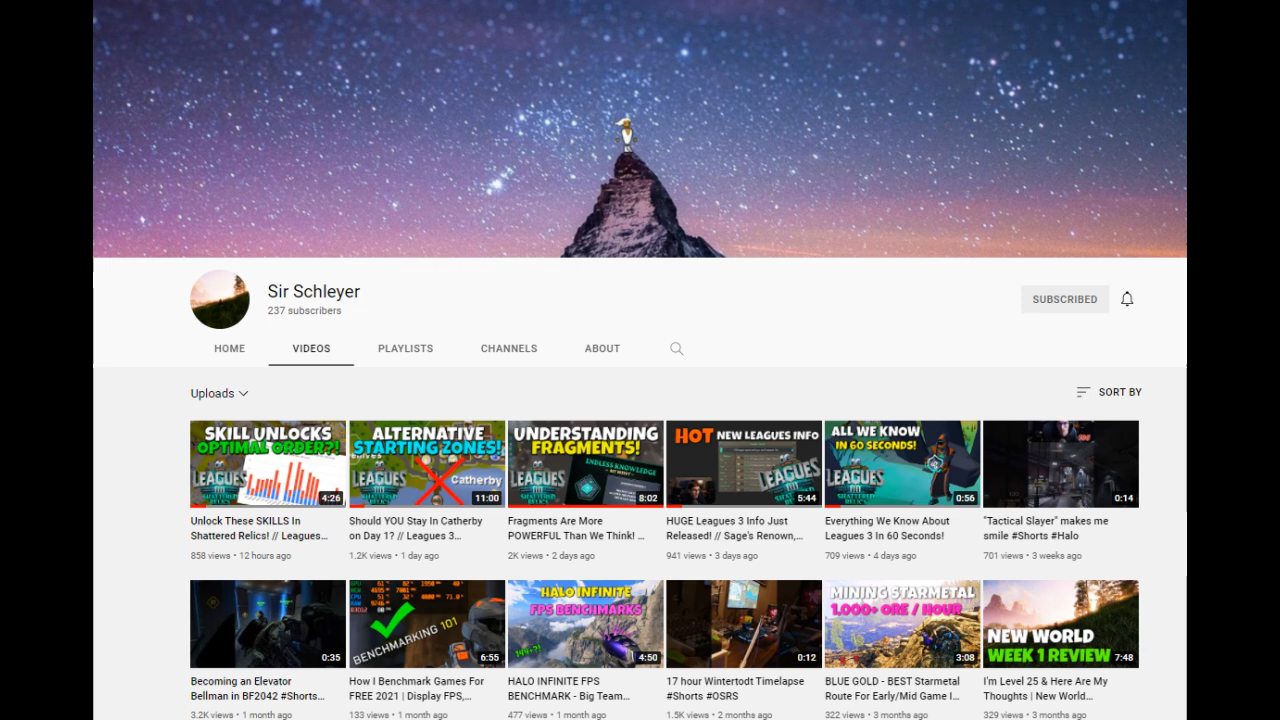 Sir Schleyer
237 subscribers
SUBSCRIBED
HOME VIDEOS PLAYLISTS CHANNELS ABOUT
Uploads
SORT BY
SKILL UNLOCKS
OPTIMAL ORDER?!
LEAGUES
4:26
ALTERNATIVE
STARTING ZONES!
LEAGUES
Catherby
11:00
UNDERSTANDING
FRAGMENTS!
ENDLESS KNOWLEDGE
LEAGUES
8:02
HOT NEW LEAGUES INFO
LEAGUES
5:44
ALL WE KNOW
IN 60 SECONDS!
LEAGUES
0:56
0:14
Unlock These SKILLS In
Shattered Relics! // Leagues...
858 views • 12 hours ago
Should YOU Stay In Catherby
on Day 1? // Leagues 3...
1.2K views • 1 day ago
Fragments Are More
POWERFUL Than We Think! ...
2K views • 2 days ago
HUGE Leagues 3 Info Just
Released! // Sage's Renown,...
941 views • 3 days ago
Everything We Know About
Leagues 3 In 60 Seconds!
709 views • 4 days ago
"Tactical Slayer" makes me
smile #Shorts #Halo
701 views • 3 weeks ago
0:35
BENCHMARKING 101
6:55
HALO INFINITE
FPS BENCHMARKS
144+?!
4:50
0:12
MINING STARMETAL
1,000+ ORE / HOUR
3:08
NEW WORLD
WEEK 1 REVIEW
7:48
Becoming an Elevator
Bellman in BF2042 #Shorts...
3.2K views • 1 month ago
How I Benchmark Games For
FREE 2021 | Display FPS,...
133 views • 1 month ago
HALO INFINITE FPS
BENCHMARK - Big Team...
477 views • 1 month ago
17 hour Wintertodt Timelapse
#Shorts #OSRS
1.5K views • 2 months ago
BLUE GOLD - BEST Starmetal
Route For Early/Mid Game I...
322 views • 3 months ago
I'm Level 25 & Here Are My
Thoughts | New World...
329 views • 3 months ago